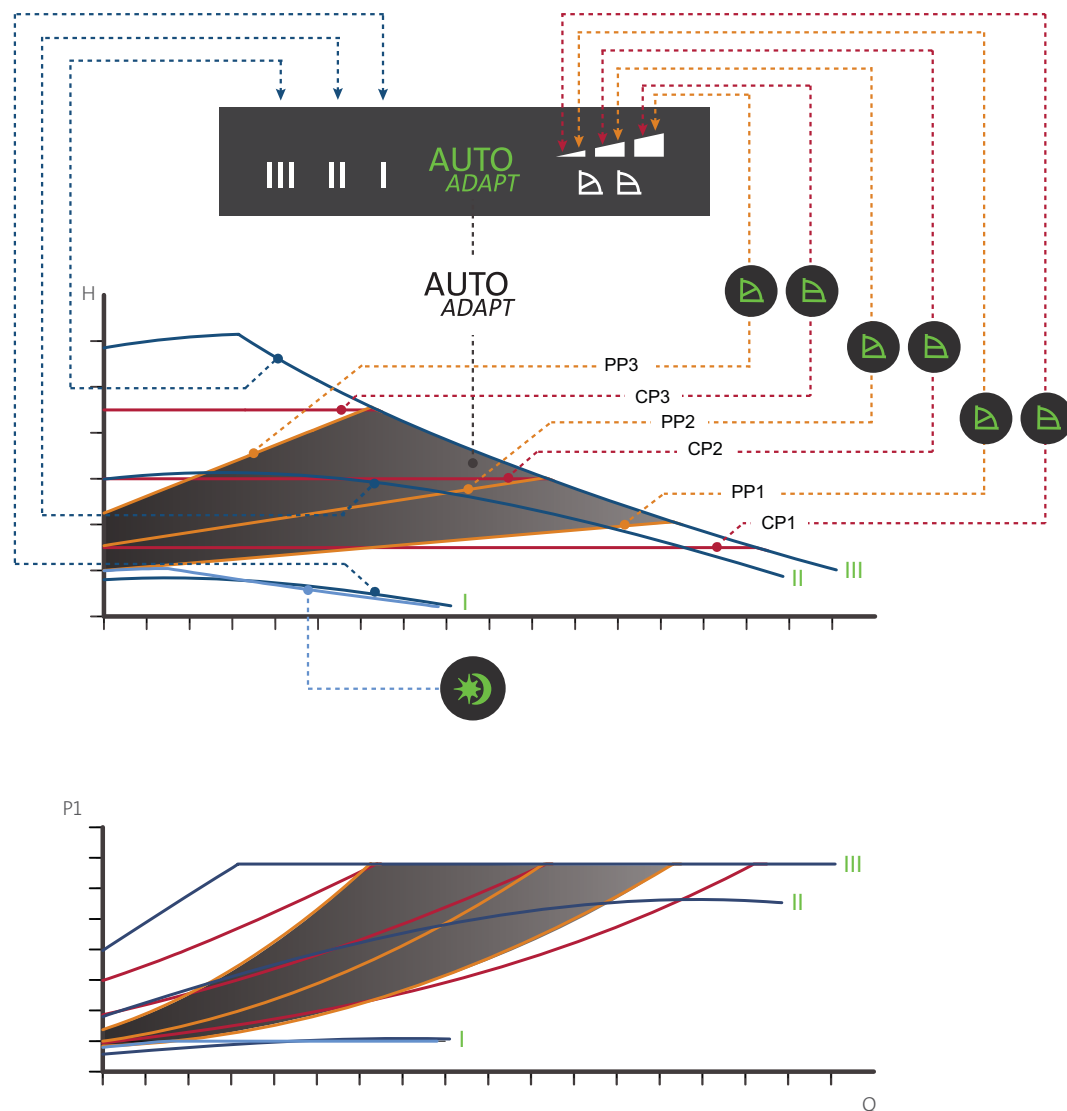 III II I AUTO
ADAPT
AUTO
ADAPT
H
PP3
CP3
PP2
CP2
PP1
CP1
III
II
I
P1
III
II
I
Q